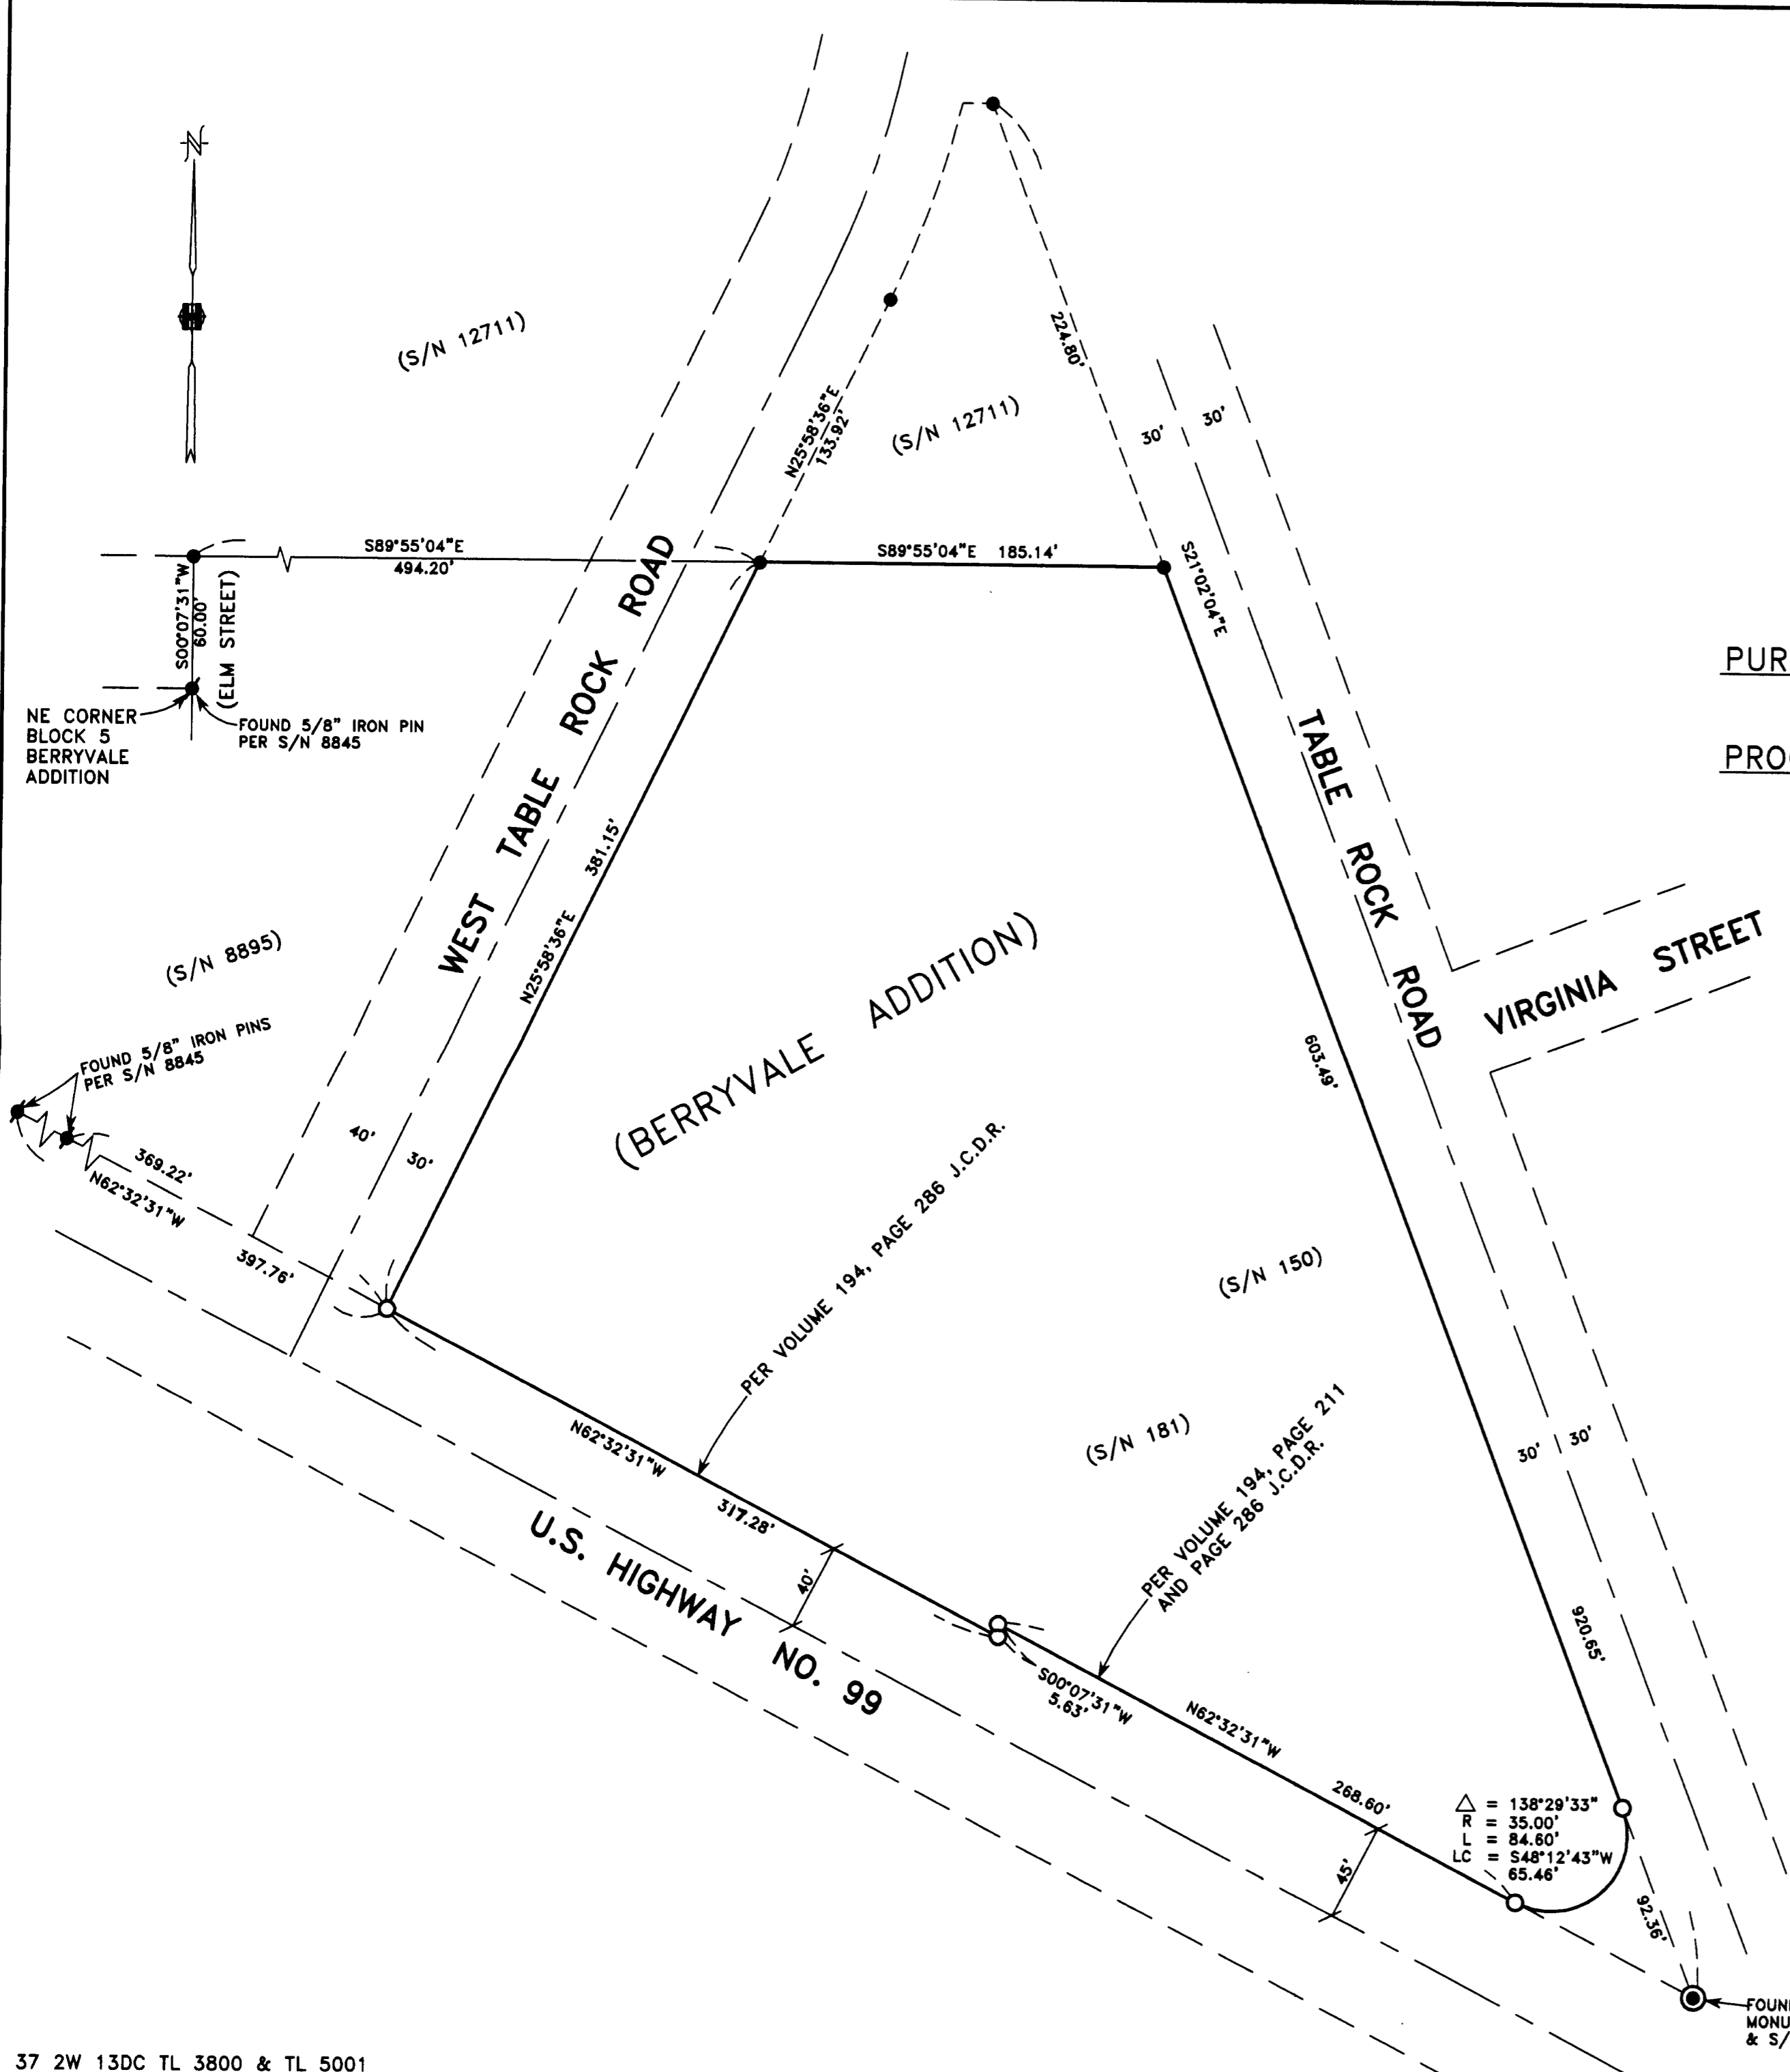 N
(S/N 12711)
224.80'
N25°58'36"E
133.92'
(S/N 12711)
30'
30'
S89°55'04"E
494.20'
S89°55'04"E 185.14'
S21°02'04"E
S00°07'31"W
60.00'
(ELM STREET)
NE CORNER
BLOCK 5
BERRYVALE
ADDITION
FOUND 5/8" IRON PIN
PER S/N 8845
WEST TABLE ROCK ROAD
N25°58'36"E 381.15'
TABLE ROCK ROAD
PUR
PRO
VIRGINIA STREET
603.49'
(S/N 8895)
(BERRYVALE ADDITION)
FOUND 5/8" IRON PINS
PER S/N 8845
369.22'
N62°32'31"W
397.76'
40'
30'
PER VOLUME 194, PAGE 286 J.C.D.R.
(S/N 150)
(S/N 181)
PER VOLUME 194, PAGE 211
AND PAGE 286 J.C.D.R.
30'
30'
N62°32'31"W
317.28'
40'
U.S. HIGHWAY NO. 99
S00°07'31"W
5.63'
N62°32'31"W
268.60'
45'
920.65'
△ = 138°29'33"
R = 35.00'
L = 84.60'
LC = S48°12'43"W
65.46'
92.36'
FOUN
MONU
& S/
37 2W 13DC TL 3800 & TL 5001